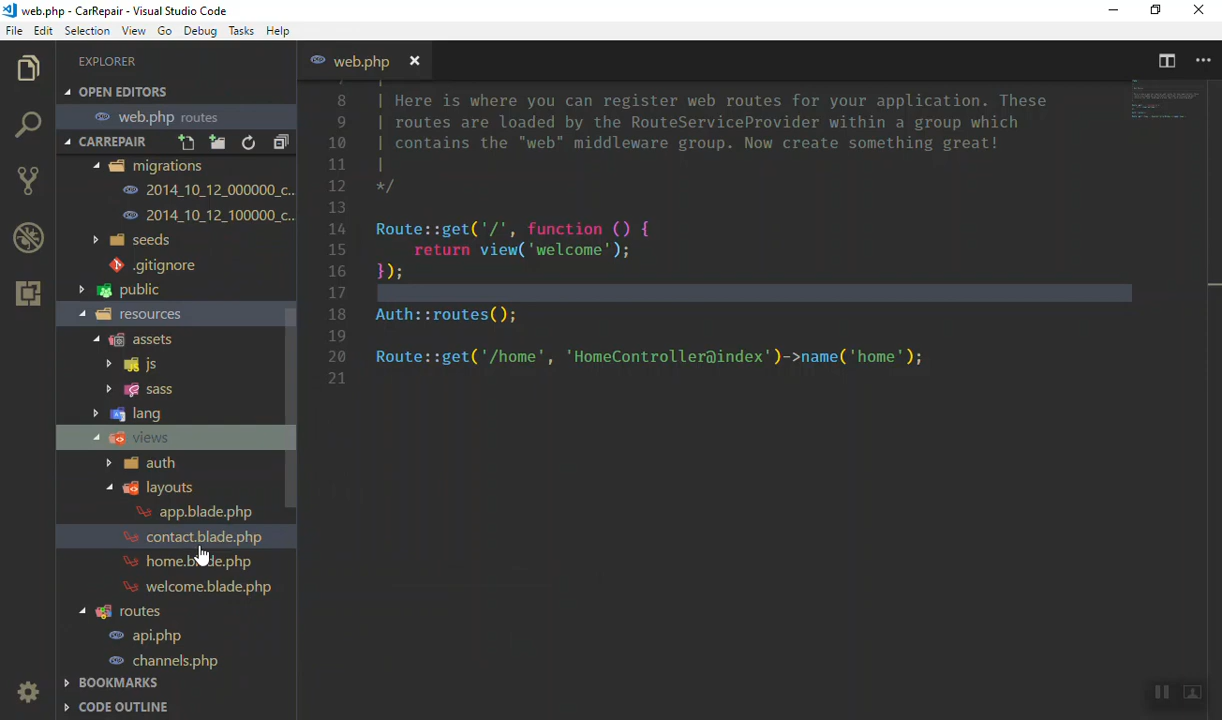 web.php - CarRepair - Visual Studio Code
File Edit Selection View Go Debug Tasks Help
EXPLORER
OPEN EDITORS
web.php routes
CARREPAIR
migrations
2014_10_12_000000_c...
2014_10_12_100000_c...
seeds
.gitignore
public
resources
assets
js
sass
lang
views
auth
layouts
app.blade.php
contact.blade.php
home.blade.php
welcome.blade.php
routes
api.php
channels.php
BOOKMARKS
CODE OUTLINE
web.php
8 | Here is where you can register web routes for your application. These
9 | routes are loaded by the RouteServiceProvider within a group which
10 | contains the "web" middleware group. Now create something great!
11 |
12 */
13
14 Route::get('/', function () {
15 return view('welcome');
16 });
17
18 Auth::routes();
19
20 Route::get('/home', 'HomeController@index')->name('home');
21